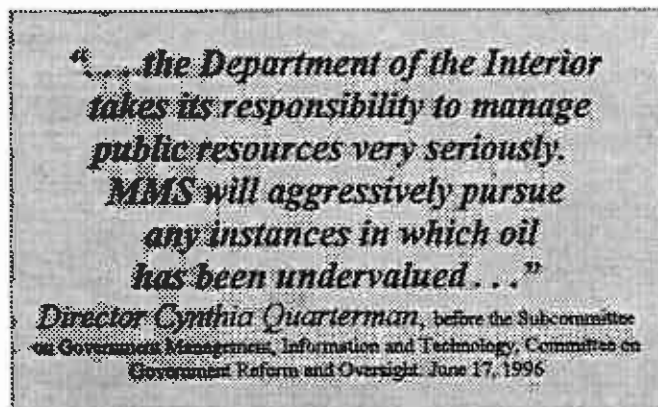 “. . . . the Department of the Interior
takes its responsibility to manage
public resources very seriously.
MMS will aggressively pursue
any instances in which oil
has been undervalued . . .”
Director Cynthia Quarterman, before the Subcommittee
on Government Management, Information and Technology, Committee on
Government Reform and Oversight. June 17, 1996